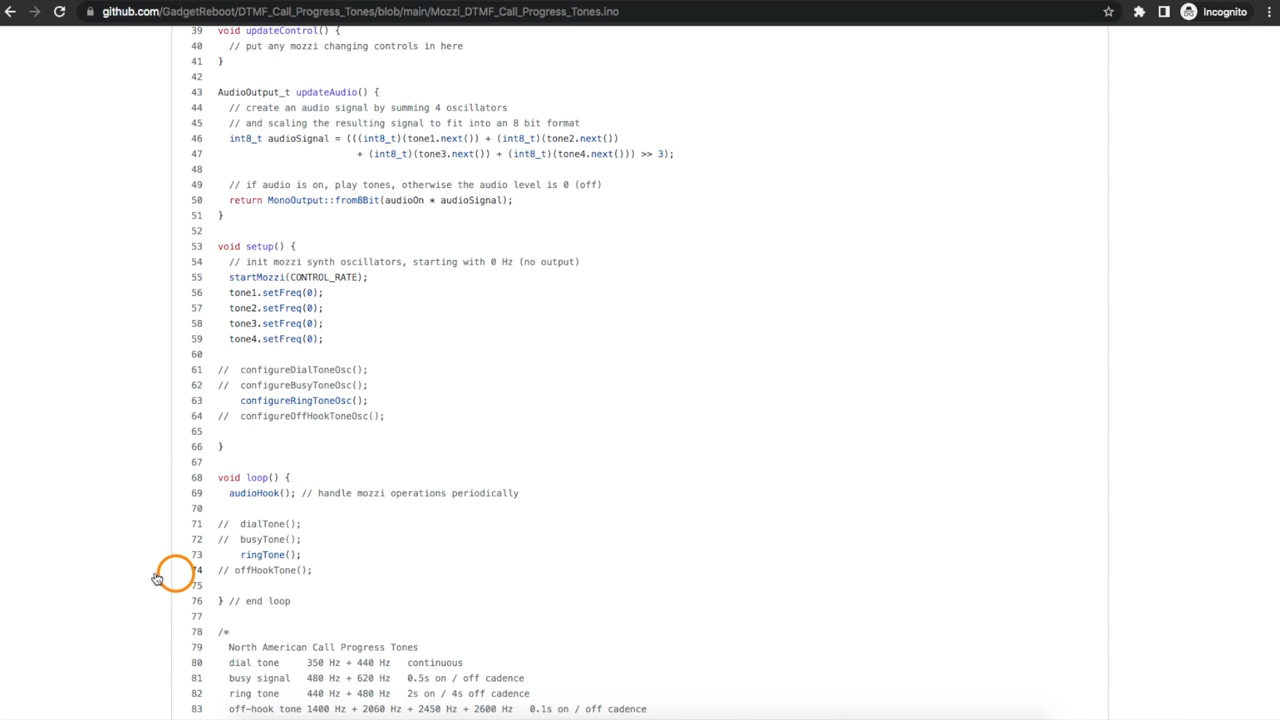 github.com/GadgetReboot/DTMF_Call_Progress_Tones/blob/main/Mozzi_DTMF_Call_Progress_Tones.ino
Incognito
39 void updateControl() {
40 // put any mozzi changing controls in here
41 }
42
43 AudioOutput_t updateAudio() {
44 // create an audio signal by summing 4 oscillators
45 // and scaling the resulting signal to fit into an 8 bit format
46 int8_t audioSignal = (((int8_t)(tone1.next()) + (int8_t)(tone2.next())
47 + (int8_t)(tone3.next()) + (int8_t)(tone4.next())) >> 3);
48
49 // if audio is on, play tones, otherwise the audio level is 0 (off)
50 return MonoOutput::from8Bit(audioOn * audioSignal);
51 }
52
53 void setup() {
54 // init mozzi synth oscillators, starting with 0 Hz (no output)
55 startMozzi(CONTROL_RATE);
56 tone1.setFreq(0);
57 tone2.setFreq(0);
58 tone3.setFreq(0);
59 tone4.setFreq(0);
60
61 // configureDialToneOsc();
62 // configureBusyToneOsc();
63 configureRingToneOsc();
64 // configureOffHookToneOsc();
65
66 }
67
68 void loop() {
69 audioHook(); // handle mozzi operations periodically
70
71 // dialTone();
72 // busyTone();
73 ringTone();
74 // offHookTone();
75
76 } // end loop
77
78 /*
79 North American Call Progress Tones
80 dial tone 350 Hz + 440 Hz continuous
81 busy signal 480 Hz + 620 Hz 0.5s on / off cadence
82 ring tone 440 Hz + 480 Hz 2s on / 4s off cadence
83 off-hook tone 1400 Hz + 2060 Hz + 2450 Hz + 2600 Hz 0.1s on / off cadence